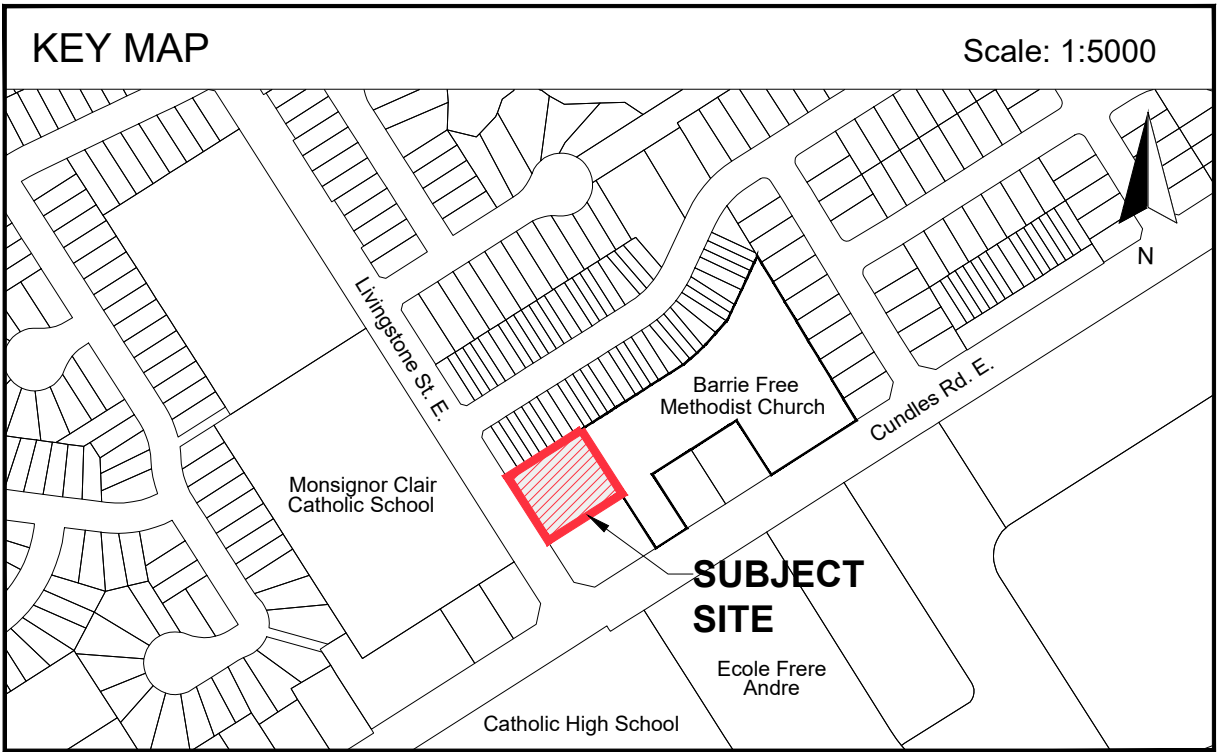 KEY MAP
Scale: 1:5000
N
Livingstone St. E.
Barrie Free
Methodist Church
Cundles Rd. E.
Monsignor Clair
Catholic School
SUBJECT
SITE
Ecole Frere
Andre
Catholic High School